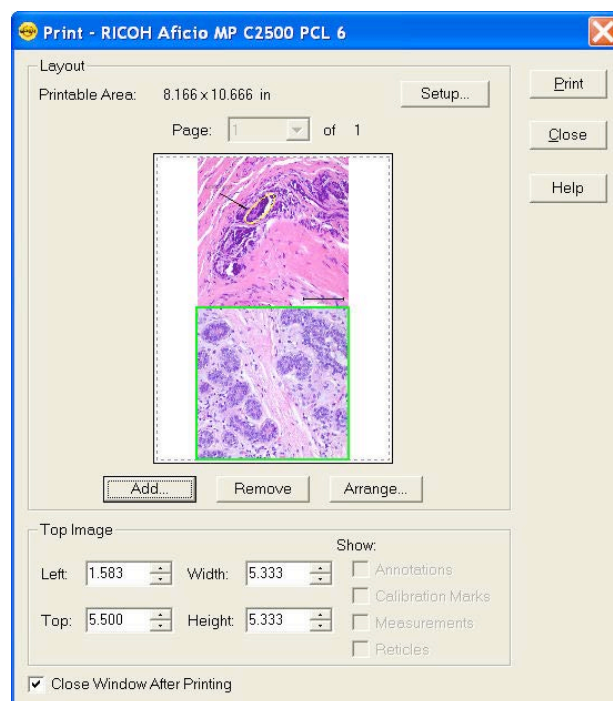 Print - RICOH Aficio MP C2500 PCL 6
Layout
Printable Area: 8.166 x 10.666 in
Setup...
Print
Page: 1 of 1
Close
Help
Add... Remove Arrange...
Top Image
Show:
Left: 1.583 Width: 5.333 Annotations
Calibration Marks
Top: 5.500 Height: 5.333 Measurements
Reticles
Close Window After Printing